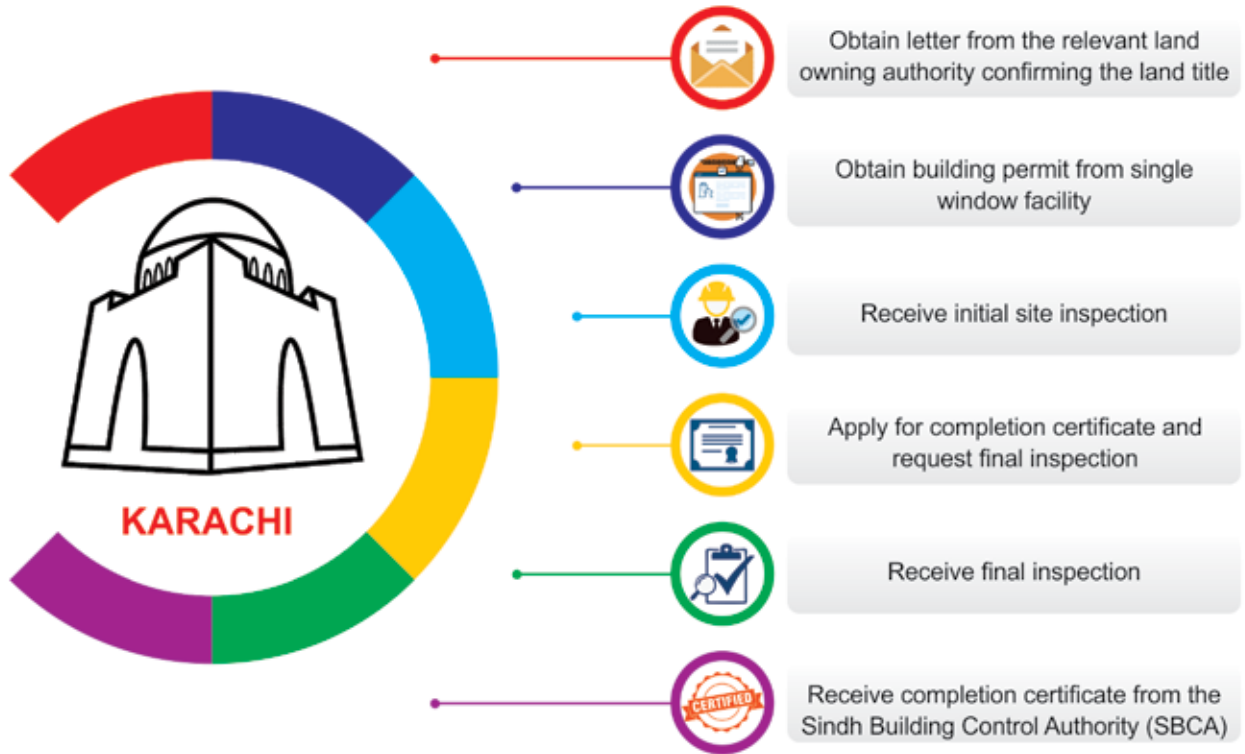 Obtain letter from the relevant land
owning authority confirming the land title
Obtain building permit from single
window facility
Receive initial site inspection
Apply for completion certificate and
request final inspection
KARACHI
Receive final inspection
CERTIFIED
Receive completion certificate from the
Sindh Building Control Authority (SBCA)